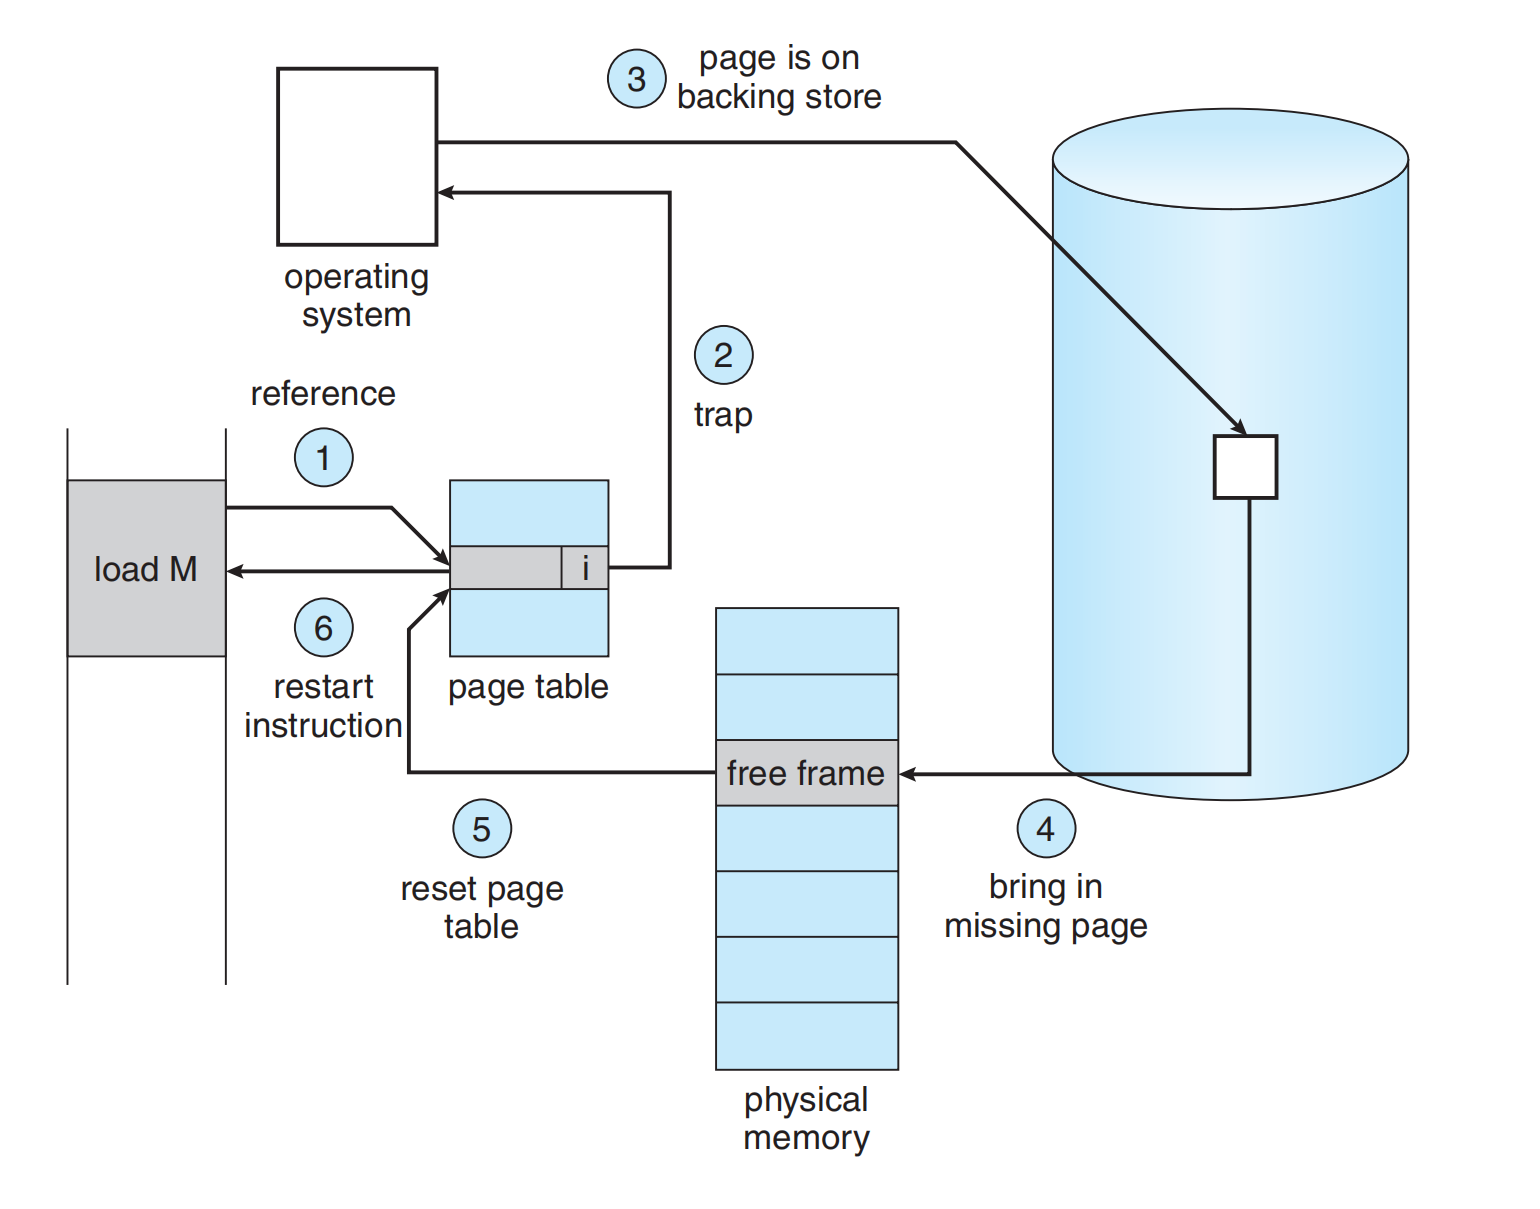 3
page is on
backing store
operating
system
2
trap
reference
1
load M
i
6
restart
instruction
page table
free frame
5
reset page
table
4
bring in
missing page
physical
memory